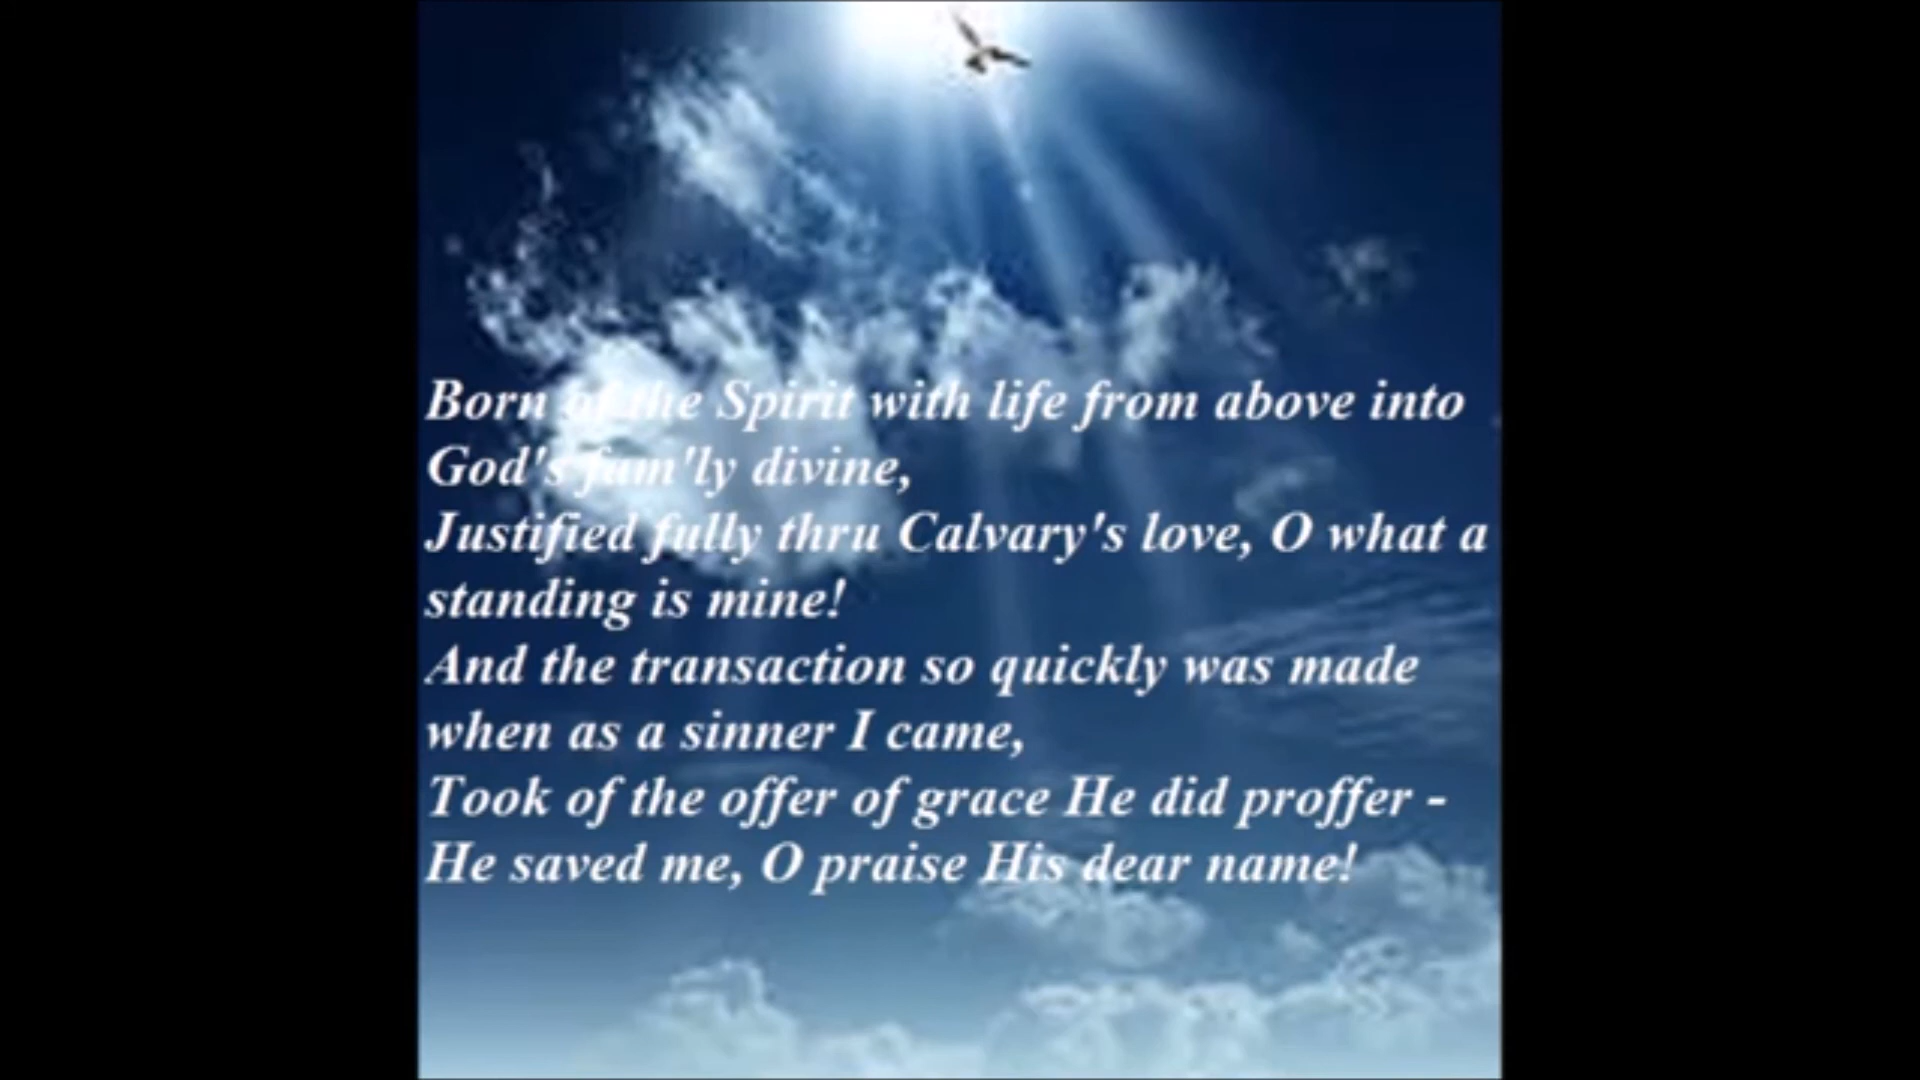 Born of the Spirit with life from above into
God's fam'ly divine,
Justified fully thru Calvary's love, O what a
standing is mine!
And the transaction so quickly was made
when as a sinner I came,
Took of the offer of grace He did proffer -
He saved me, O praise His dear name!